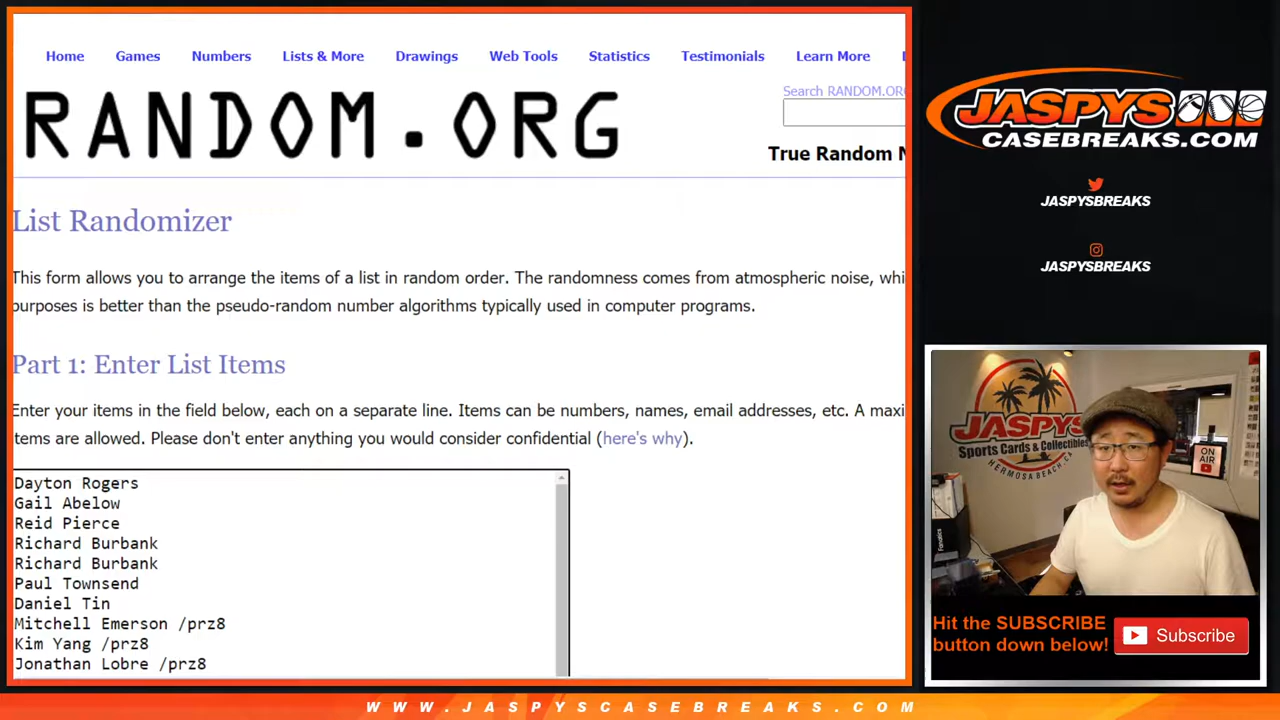 Home Games Numbers Lists & More Drawings Web Tools Statistics Testimonials Learn More
Search RANDOM.ORG
RANDOM.ORG
True Random N
List Randomizer
This form allows you to arrange the items of a list in random order. The randomness comes from atmospheric noise, whi
purposes is better than the pseudo-random number algorithms typically used in computer programs.
Part 1: Enter List Items
Enter your items in the field below, each on a separate line. Items can be numbers, names, email addresses, etc. A maxi
items are allowed. Please don't enter anything you would consider confidential (here's why).
Dayton Rogers
Gail Abelow
Reid Pierce
Richard Burbank
Richard Burbank
Paul Townsend
Daniel Tin
Mitchell Emerson /prz8
Kim Yang /prz8
Jonathan Lobre /prz8
JASPYS
CASEBREAKS.COM
JASPYSBREAKS
JASPYSBREAKS
JASPYS
Sports Cards & Collectibles
HERMOSA BEACH, CA
ON
AIR
Fanatics
Hit the SUBSCRIBE
button down below!
Subscribe
WWW.JASPYSCASEBREAKS.COM